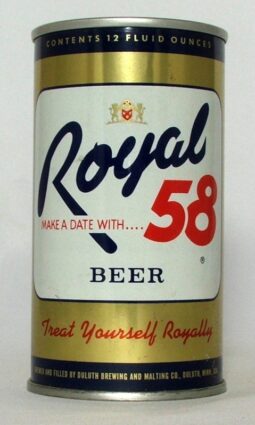 CONTENTS 12 FLUID OUNCES
Royal
MAKE A DATE WITH....
58
®
BEER
Treat Yourself Royally
BREWED AND FILLED BY DULUTH BREWING AND MALTING CO., DULUTH, MINN., USA